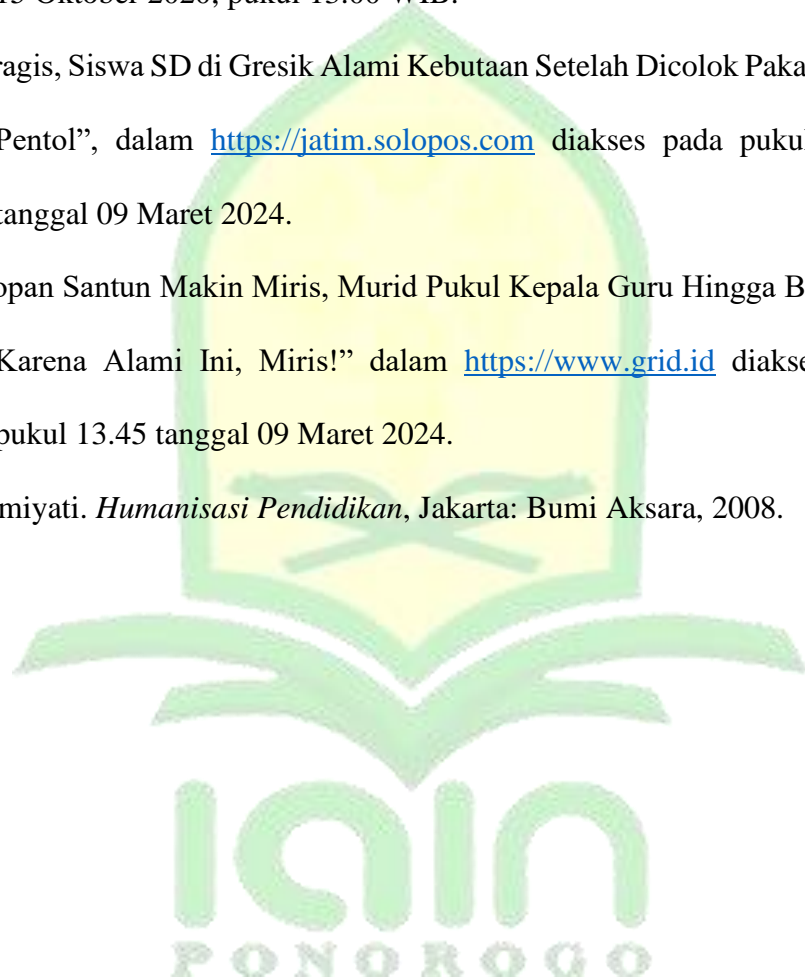 15 Oktober 2020, pukul 13.00 WIB.
ragis, Siswa SD di Gresik Alami Kebutaan Setelah Dicolok Paka
Pentol”, dalam https://jatim.solopos.com diakses pada pukul
tanggal 09 Maret 2024.
opan Santun Makin Miris, Murid Pukul Kepala Guru Hingga B
Karena Alami Ini, Miris!” dalam https://www.grid.id diakse
pukul 13.45 tanggal 09 Maret 2024.
miyati. Humanisasi Pendidikan, Jakarta: Bumi Aksara, 2008.
iain
PONOROGO